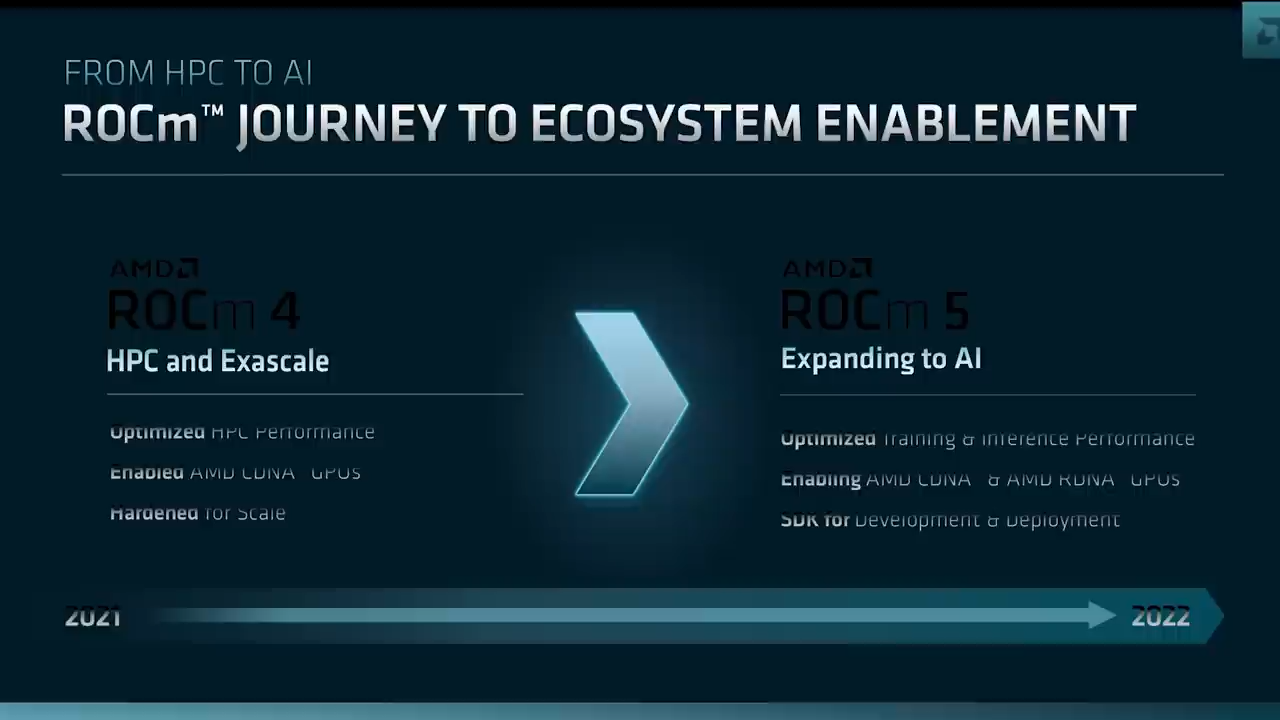 FROM HPC TO AI
ROCm™ JOURNEY TO ECOSYSTEM ENABLEMENT
AMD
ROCm 4
HPC and Exascale
Optimized HPC Performance
Enabled AMD CDNA GPUs
Hardened for Scale
AMD
ROCm 5
Expanding to AI
Optimized Training & Inference Performance
Enabling AMD CDNA & AMD RDNA GPUs
SDK for Development & Deployment
2021
2022